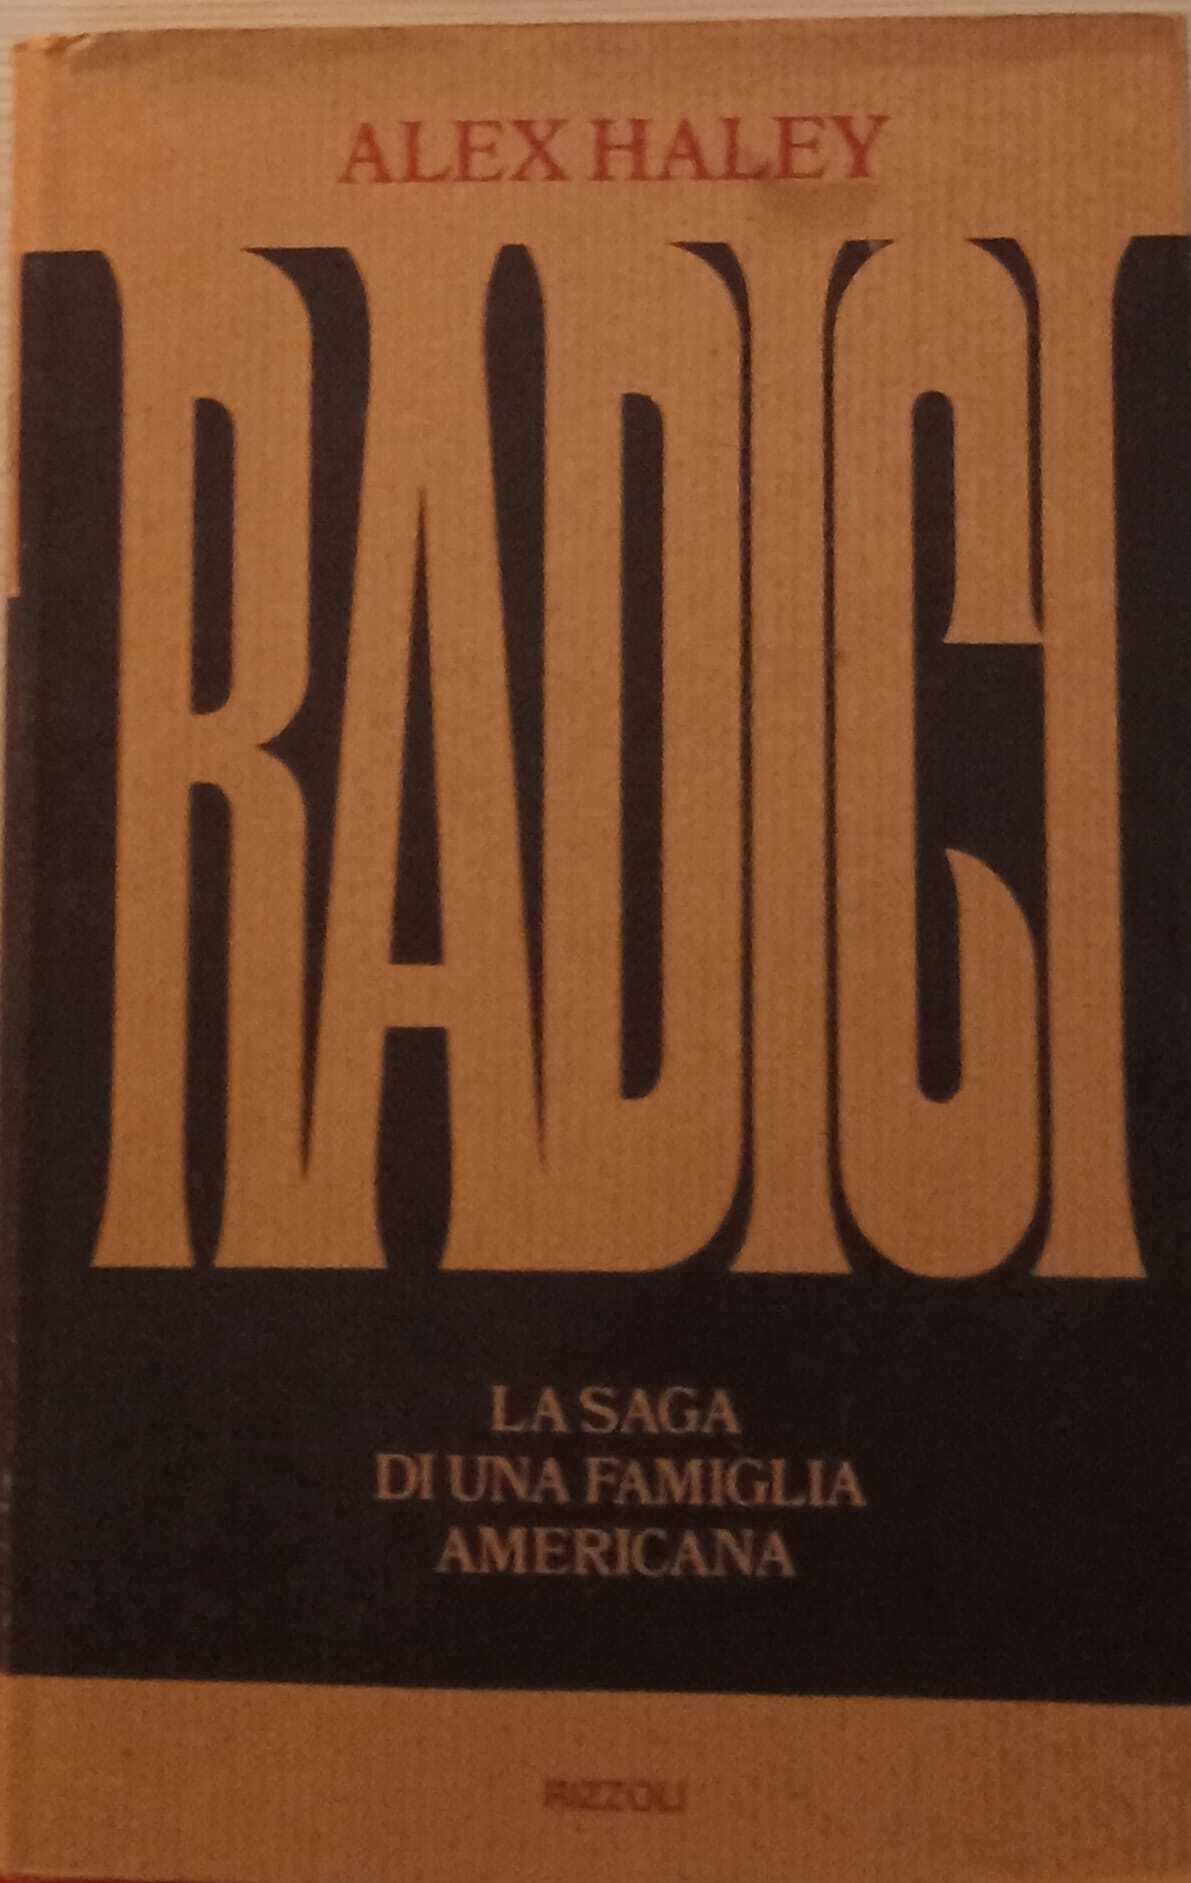 ALEX HALEY
RADICI
LA SAGA
DI UNA FAMIGLIA
AMERICANA
RIZZOLI